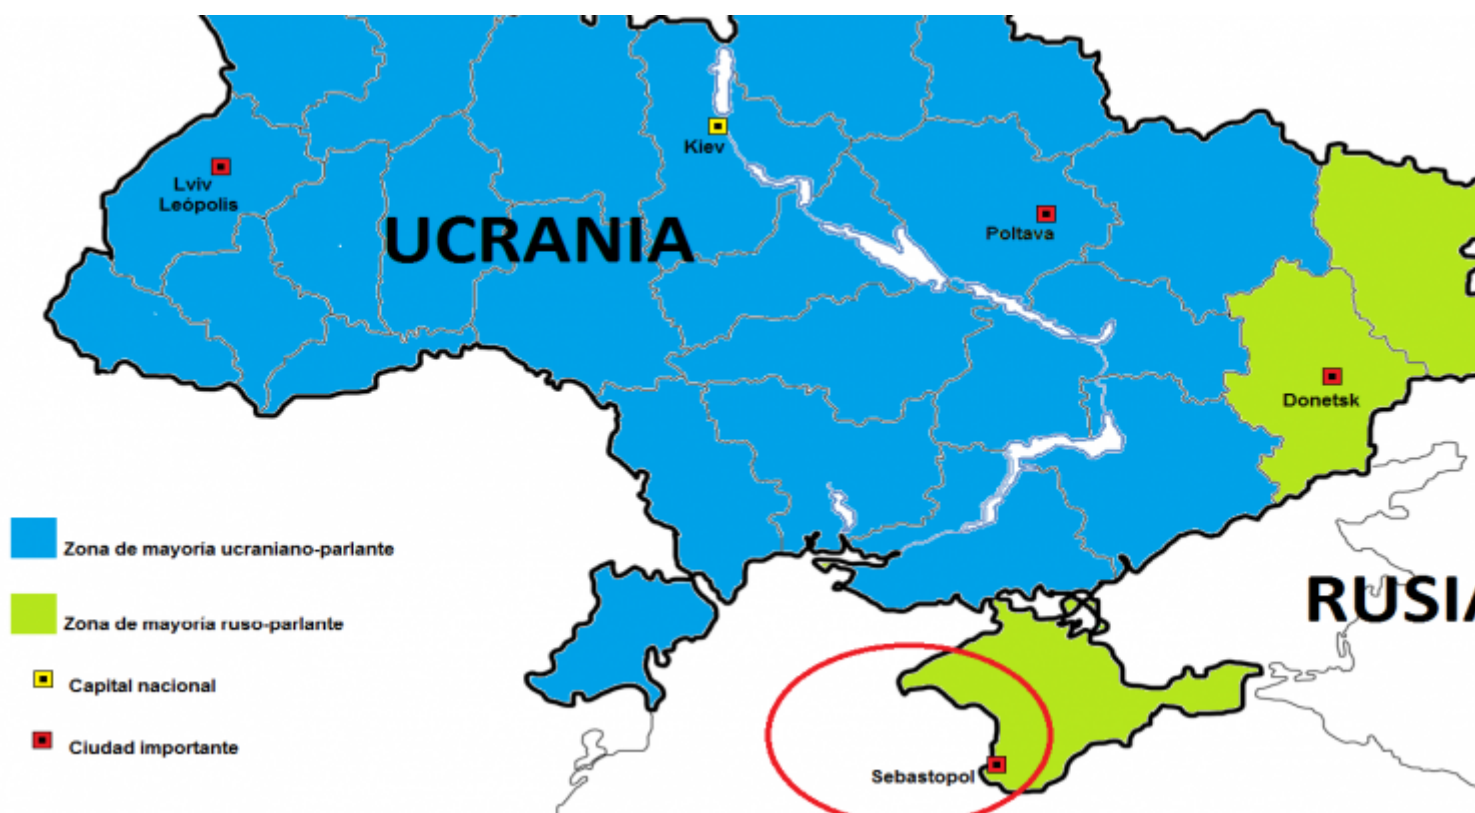 Kiev
Lviv
Leópolis
UCRANIA
Poltava
Donetsk
Zona de mayoría ucraniano-parlante
RUSIA
Zona de mayoría ruso-parlante
Capital nacional
Ciudad importante
Sebastopol